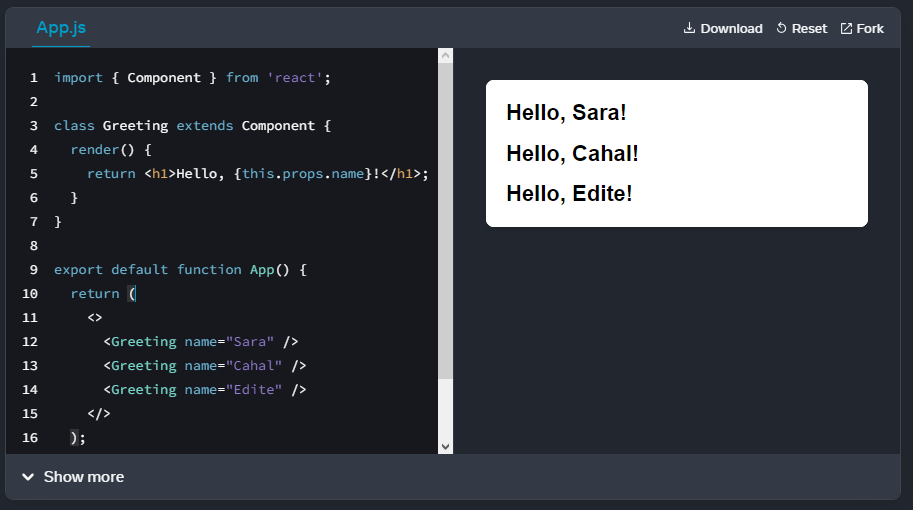 App.js
Download Reset Fork
1 import { Component } from 'react';
2
3 class Greeting extends Component {
4   render() {
5     return <h1>Hello, {this.props.name}!</h1>;
6   }
7 }
8
9 export default function App() {
10   return (
11     <>
12       <Greeting name="Sara" />
13       <Greeting name="Cahal" />
14       <Greeting name="Edite" />
15     </>
16   );
Hello, Sara!
Hello, Cahal!
Hello, Edite!
Show more